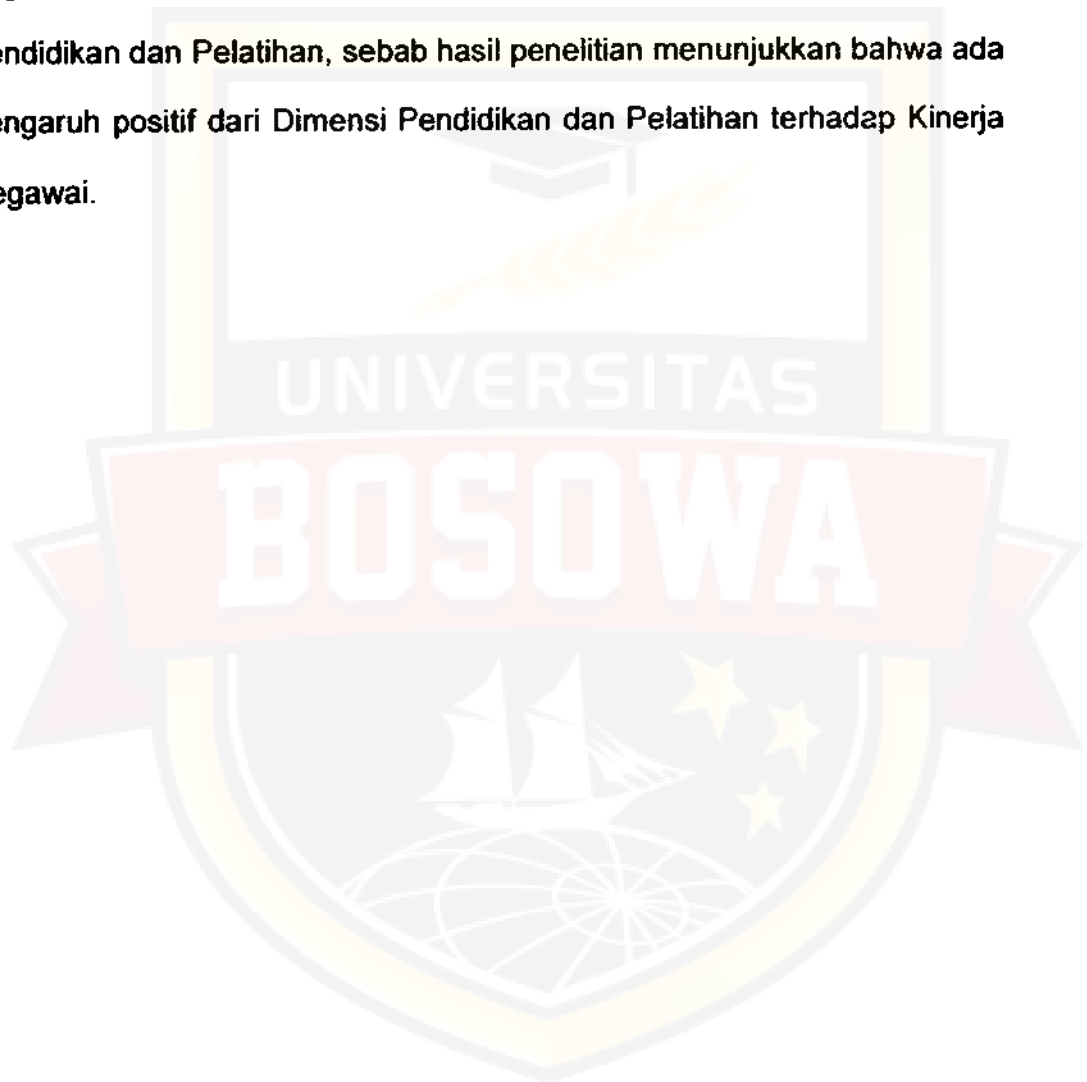 endidikan dan Pelatihan, sebab hasil penelitian menunjukkan bahwa ada
engaruh positif dari Dimensi Pendidikan dan Pelatihan terhadap Kinerja
egawai.
UNIVERSITAS
BOSOWA